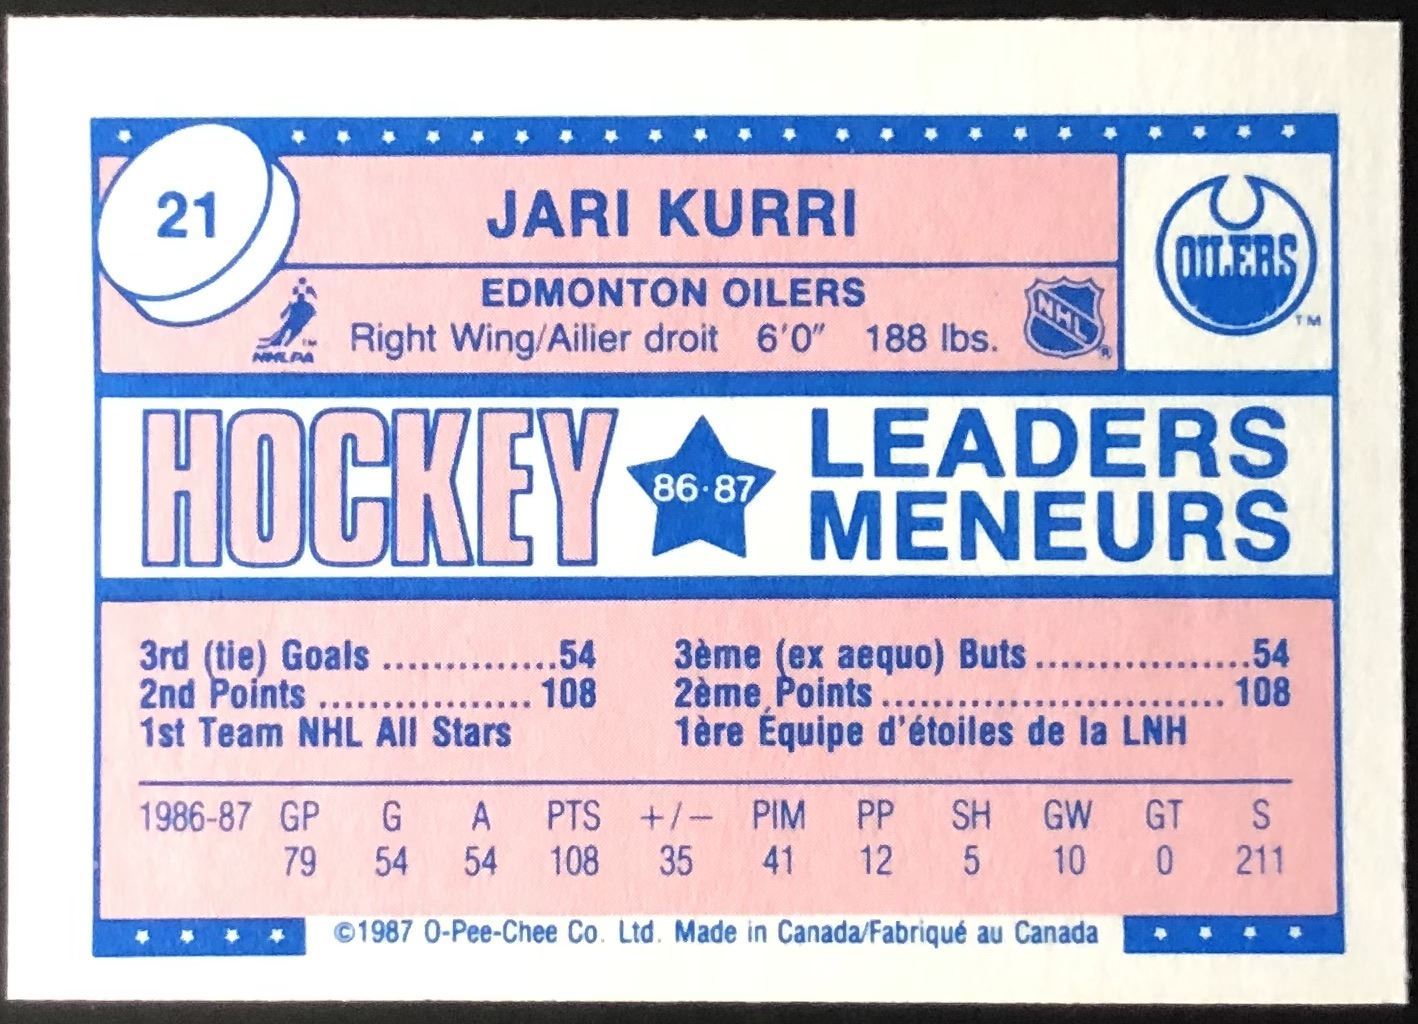 21
JARI KURRI
EDMONTON OILERS
Right Wing/Ailier droit 6'0" 188 lbs.
NHLPA
TM
NHL
®
OILERS
TM
HOCKEY
86·87
LEADERS
MENEURS
3rd (tie) Goals ..............54
2nd Points ................. 108
1st Team NHL All Stars
3ème (ex aequo) Buts ..................54
2ème Points ............................ 108
1ère Équipe d'étoiles de la LNH
1986-87 GP G A PTS +/− PIM PP SH GW GT S
79 54 54 108 35 41 12 5 10 0 211
©1987 O-Pee-Chee Co. Ltd. Made in Canada/Fabriqué au Canada